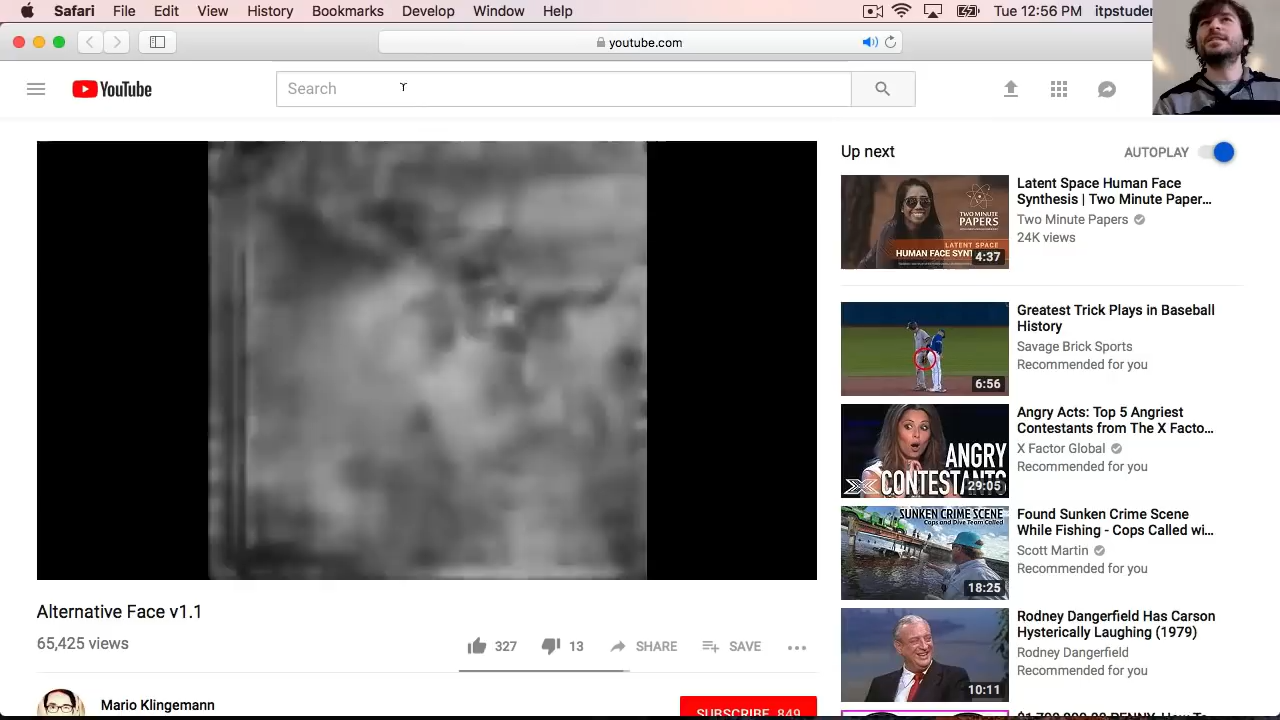 Safari File Edit View History Bookmarks Develop Window Help Tue 12:56 PM itpstuder
youtube.com
YouTube
Search
Up next
AUTOPLAY
TWO MINUTE
PAPERS
LATENT SPACE
HUMAN FACE SYNT
4:37
Latent Space Human Face
Synthesis | Two Minute Paper...
Two Minute Papers
24K views
6:56
Greatest Trick Plays in Baseball
History
Savage Brick Sports
Recommended for you
ANGRY
CONTESTANTS
29:05
Angry Acts: Top 5 Angriest
Contestants from The X Facto...
X Factor Global
Recommended for you
SUNKEN CRIME SCENE
Cops and Dive Team Called
18:25
Found Sunken Crime Scene
While Fishing - Cops Called wi...
Scott Martin
Recommended for you
10:11
Rodney Dangerfield Has Carson
Hysterically Laughing (1979)
Rodney Dangerfield
Recommended for you
Alternative Face v1.1
65,425 views
327 13 SHARE SAVE
Mario Klingemann
SUBSCRIBE 849